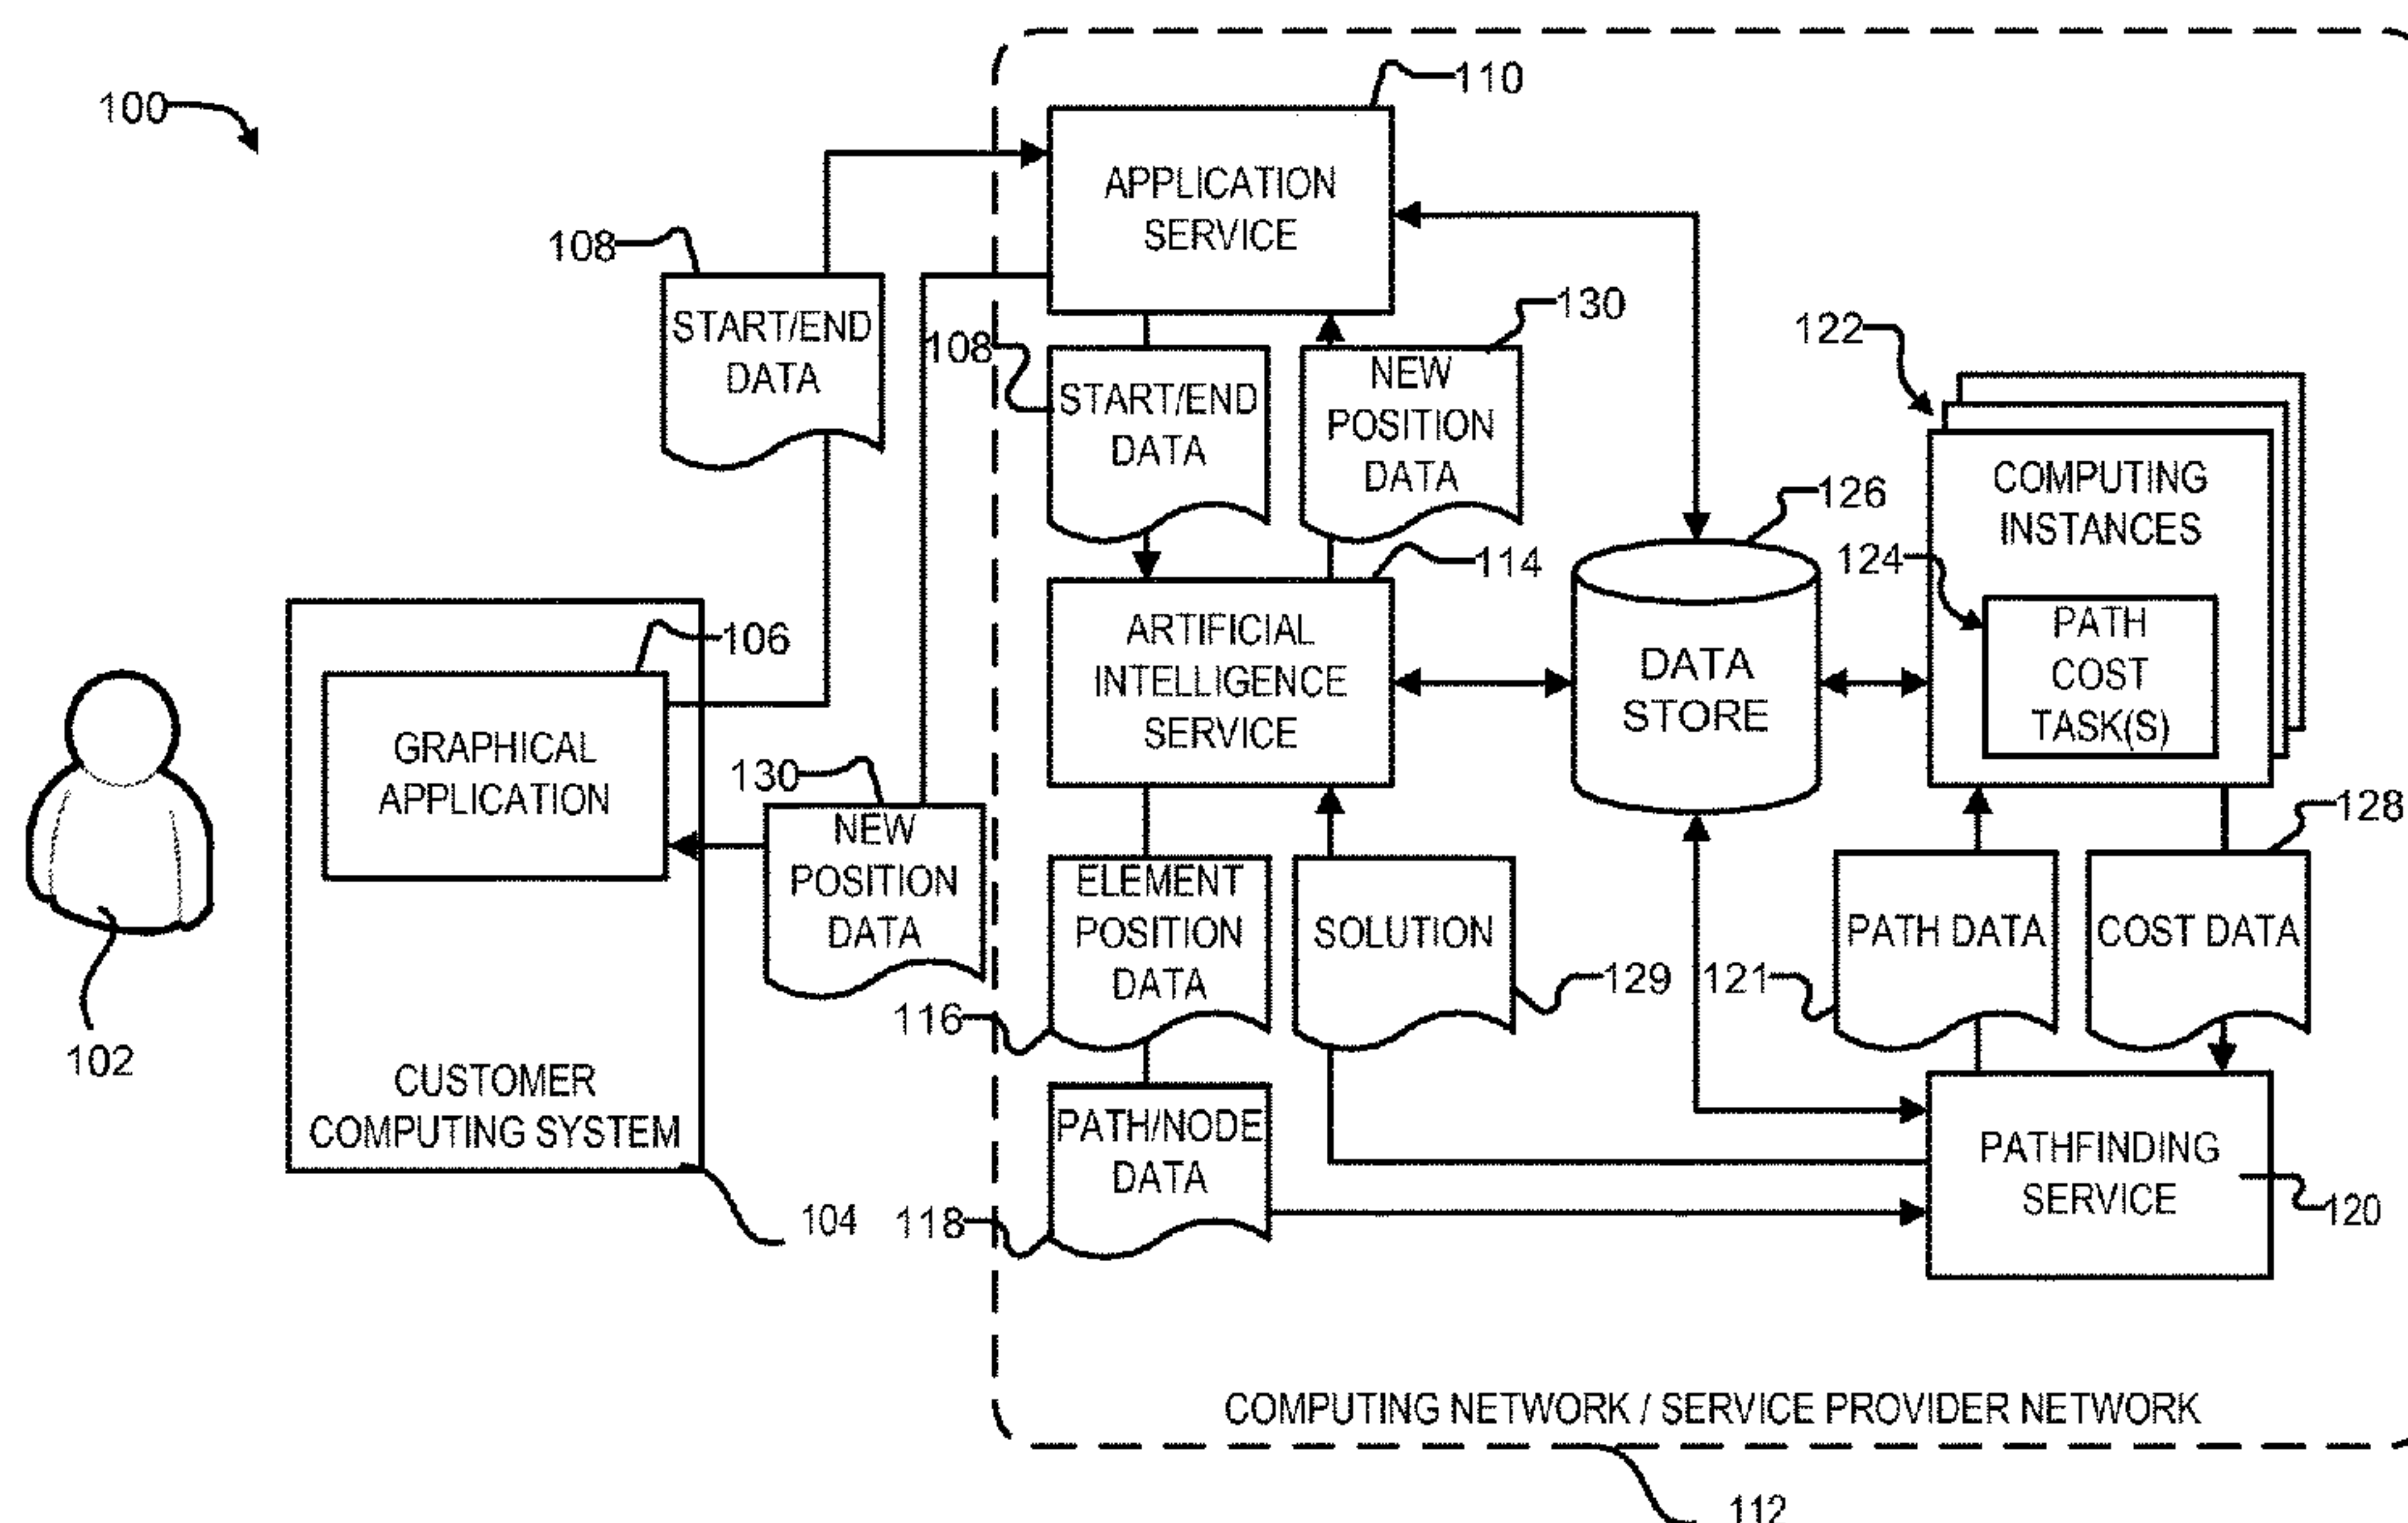 100
110
APPLICATION
SERVICE
108
START/END
DATA
108
START/END
DATA
130
NEW
POSITION
DATA
122
COMPUTING
INSTANCES
124
PATH
COST
TASK(S)
126
DATA
STORE
114
ARTIFICIAL
INTELLIGENCE
SERVICE
106
GRAPHICAL
APPLICATION
130
NEW
POSITION
DATA
102
CUSTOMER
COMPUTING SYSTEM
104
ELEMENT
POSITION
DATA
116
SOLUTION
129
PATH DATA
121
COST DATA
128
PATH/NODE
DATA
118
PATHFINDING
SERVICE
120
COMPUTING NETWORK / SERVICE PROVIDER NETWORK
112